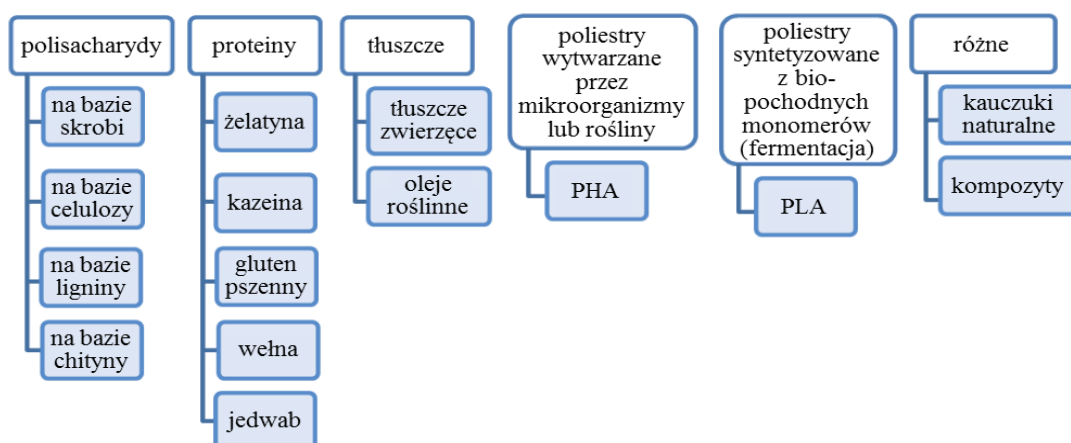 polisacharydy
na bazie
skrobi
na bazie
celulozy
na bazie
ligniny
na bazie
chityny
proteiny
żelatyna
kazeina
gluten
pszenny
wełna
jedwab
tłuszcze
tłuszcze
zwierzęce
oleje
roślinne
poliestry
wytwarzane
przez
mikroorganizmy
lub rośliny
PHA
poliestry
syntetyzowane
z bio-
pochodnych
monomerów
(fermentacja)
PLA
różne
kauczuki
naturalne
kompozyty